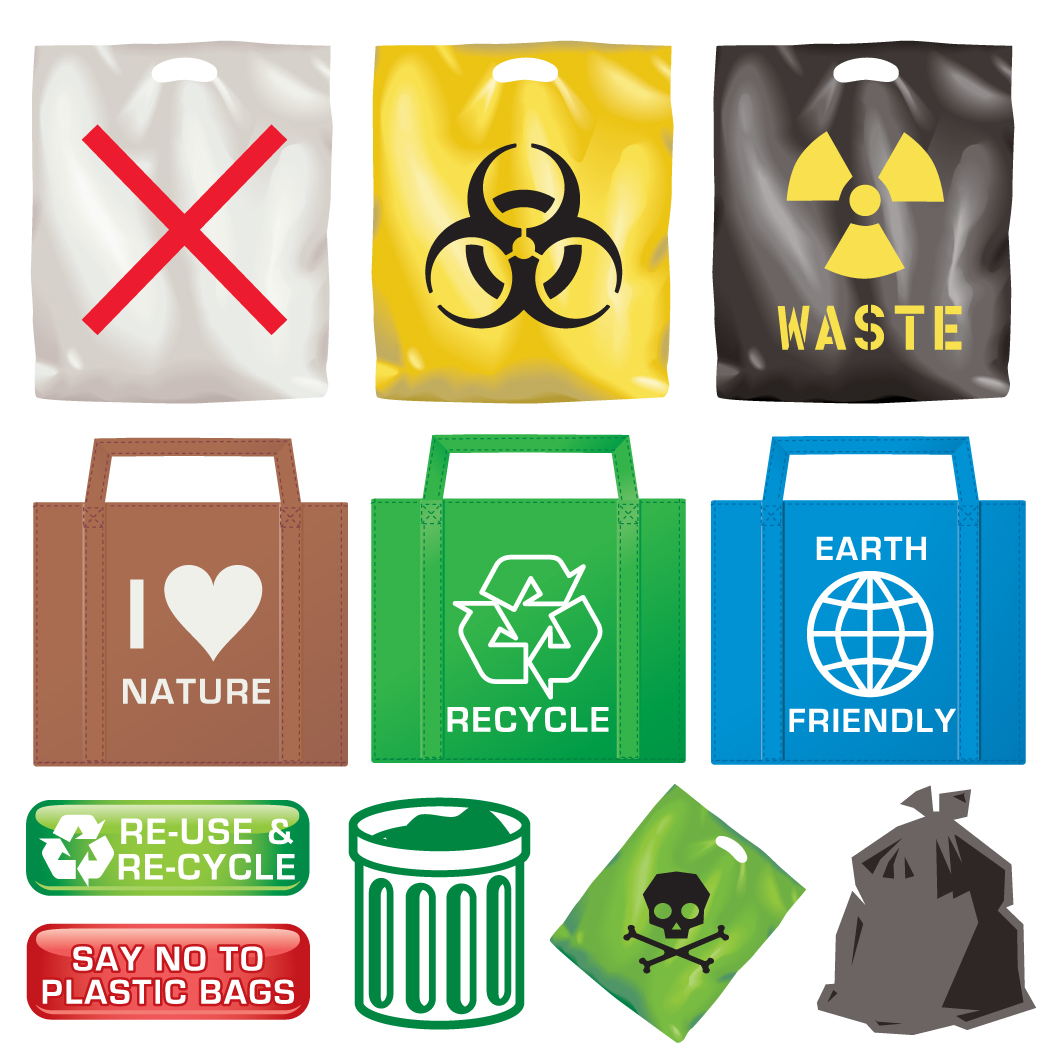 WASTE
I
NATURE
RECYCLE
EARTH
FRIENDLY
RE-USE &
RE-CYCLE
SAY NO TO
PLASTIC BAGS